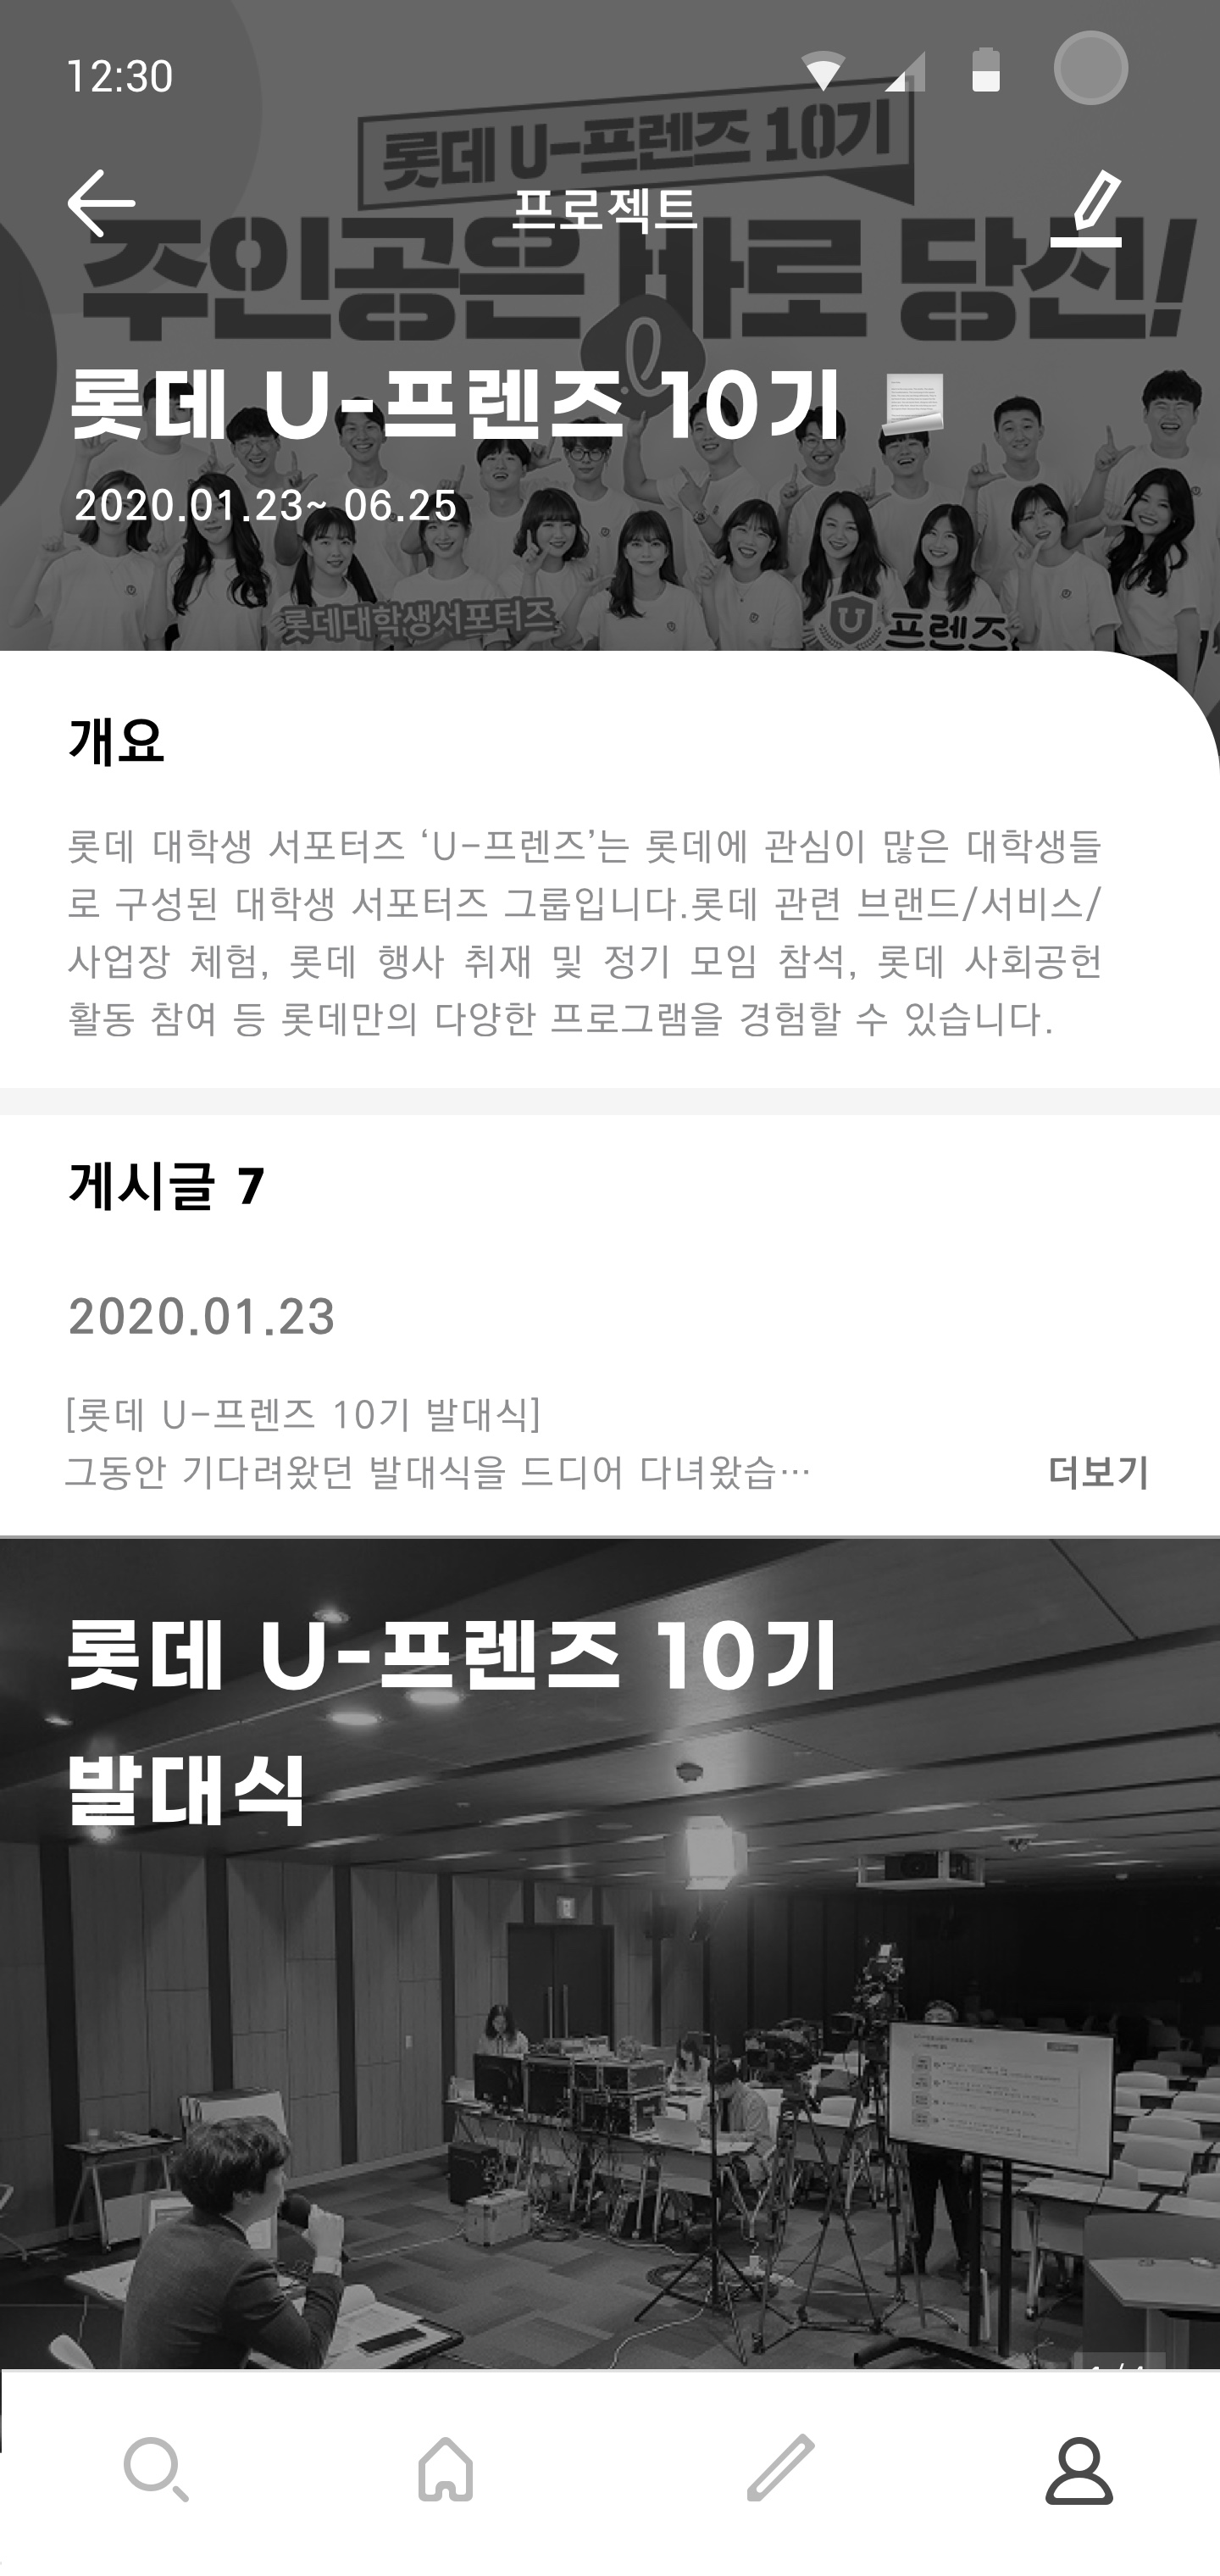 12:30
롯데 U-프렌즈 10기
프로젝트
주인공은 바로 당신!
롯데 U-프렌즈 10기
2020.01.23~ 06.25
롯데대학생서포터즈
U
프렌즈
개요
롯데 대학생 서포터즈 ‘U-프렌즈’는 롯데에 관심이 많은 대학생들
로 구성된 대학생 서포터즈 그룹입니다.롯데 관련 브랜드/서비스/
사업장 체험, 롯데 행사 취재 및 정기 모임 참석, 롯데 사회공헌
활동 참여 등 롯데만의 다양한 프로그램을 경험할 수 있습니다.
게시글 7
2020.01.23
[롯데 U-프렌즈 10기 발대식]
그동안 기다려왔던 발대식을 드디어 다녀왔습…
더보기
롯데 U-프렌즈 10기
발대식